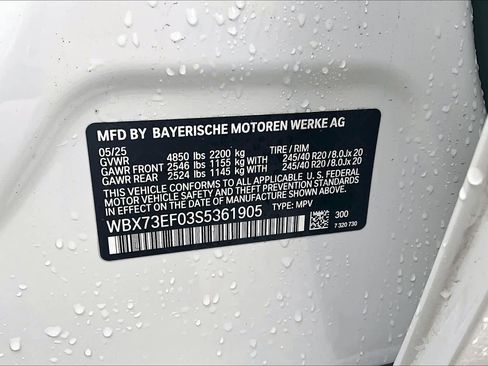 MFD BY BAYERISCHE MOTOREN WERKE AG
05/25
GVWR 4850 lbs 2200 kg TIRE / RIM
GAWR FRONT 2546 lbs 1155 kg WITH 245/40 R20 / 8.0Jx 20
GAWR REAR 2524 lbs 1145 kg WITH 245/40 R20 / 8.0Jx 20
THIS VEHICLE CONFORMS TO ALL APPLICABLE
FEDERAL MOTOR VEHICLE SAFETY, BUMPER, AND THEFT PREVENTION STANDARDS
IN EFFECT ON THE DATE OF MANUFACTURE SHOWN ABOVE.
WBX73EF03S5361905 TYPE: MPV
300
7 320 730